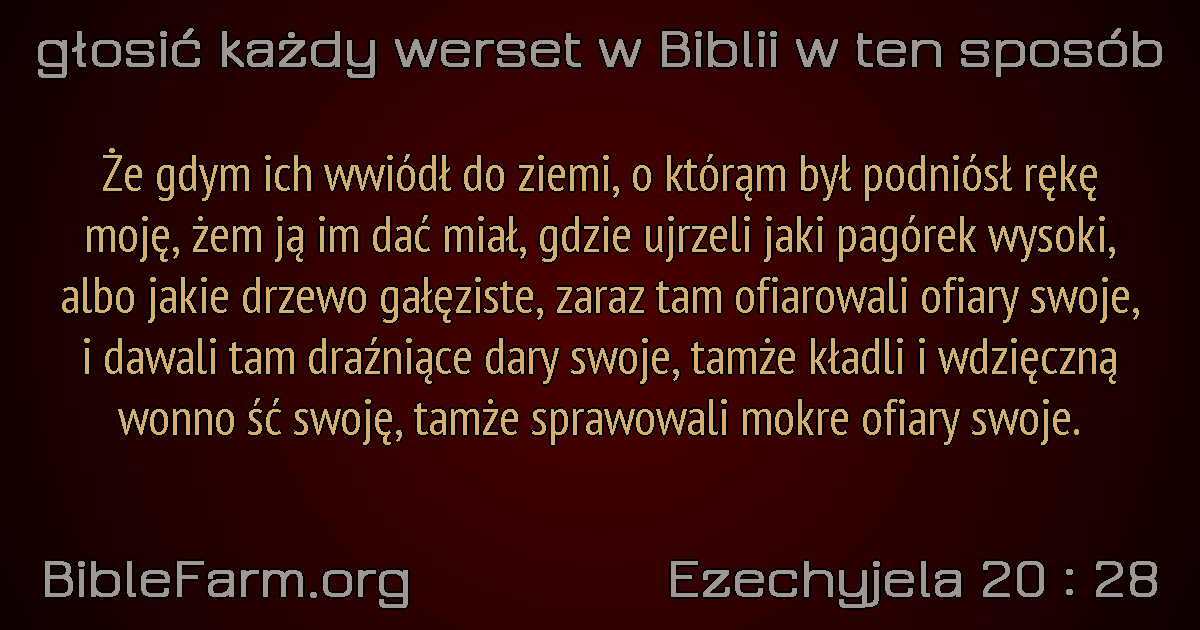 głosić każdy werset w Biblii w ten sposób
Że gdym ich wwiódł do ziemi, o którąm był podniósł rękę
moję, żem ją im dać miał, gdzie ujrzeli jaki pagórek wysoki,
albo jakie drzewo gałęziste, zaraz tam ofiarowali ofiary swoje,
i dawali tam draźniące dary swoje, tamże kładli i wdzięczną
wonno ść swoję, tamże sprawowali mokre ofiary swoje.
BibleFarm.org
Ezechyjela 20 : 28